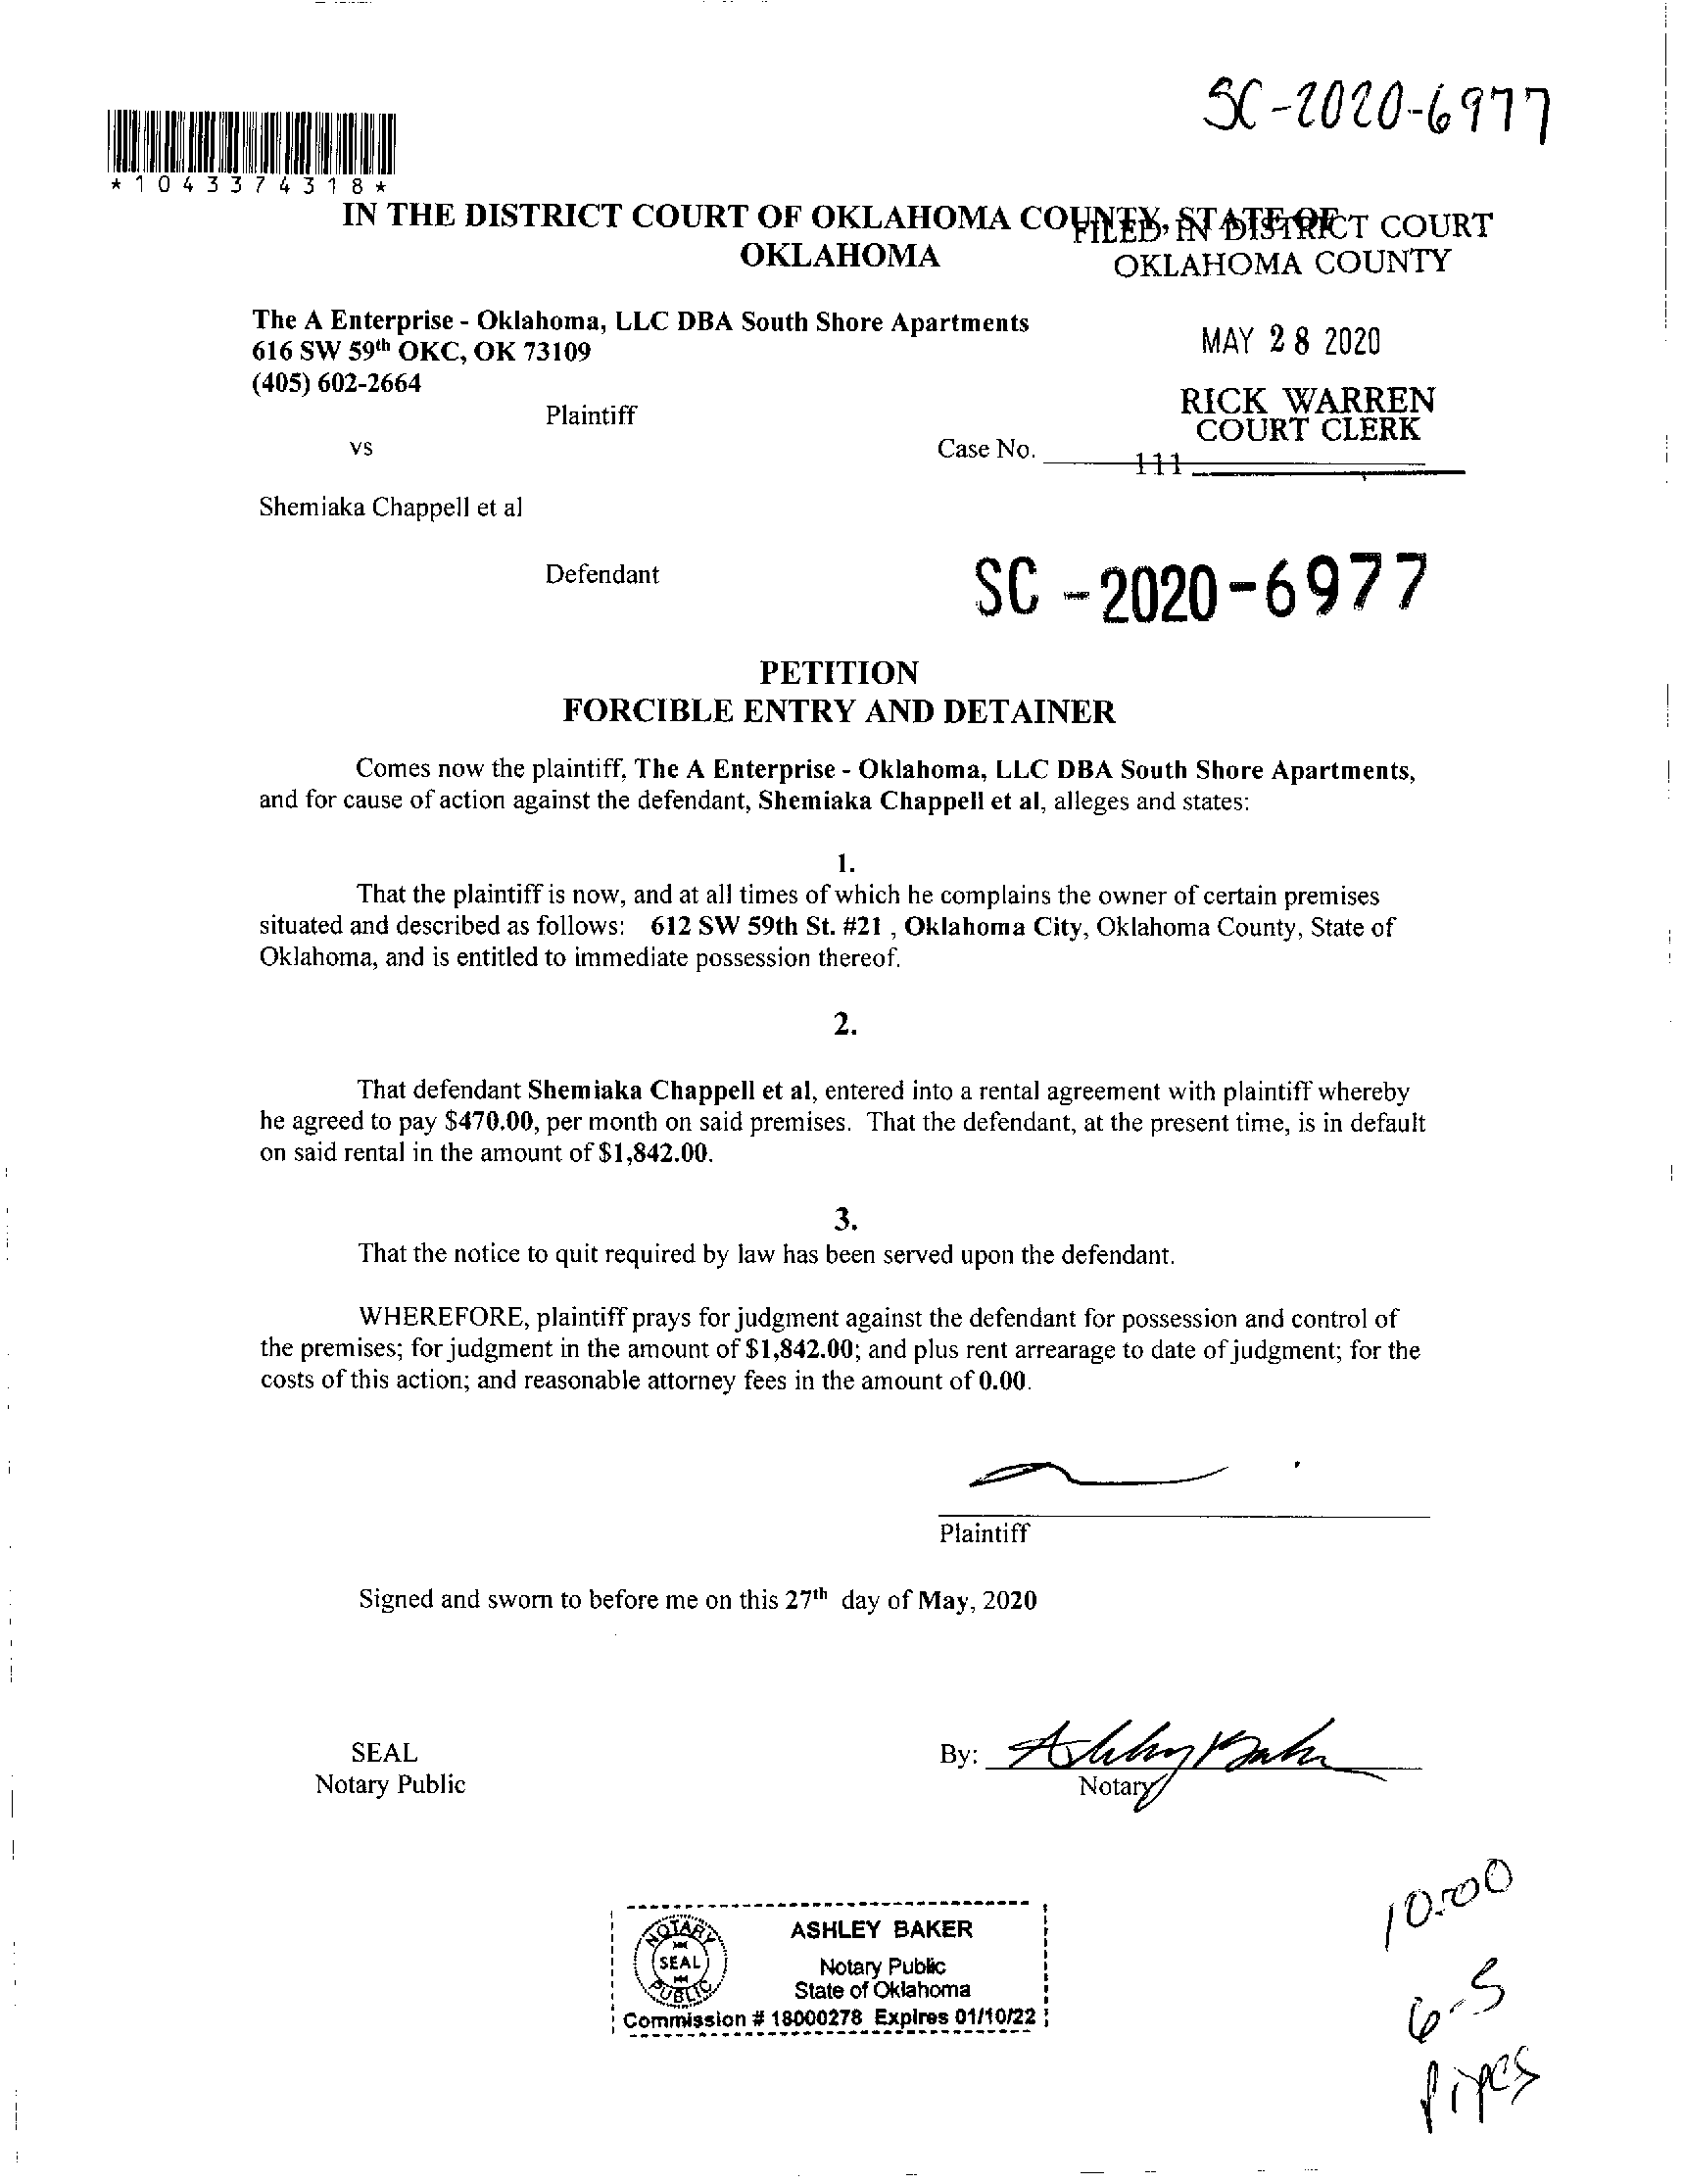 SC-2020-6977
*1043374318*
IN THE DISTRICT COURT OF OKLAHOMA COUNTY, STATE OF
OKLAHOMA
FILED IN DISTRICT COURT
OKLAHOMA COUNTY
The A Enterprise - Oklahoma, LLC DBA South Shore Apartments
616 SW 59th OKC, OK 73109
(405) 602-2664
MAY 28 2020
RICK WARREN
COURT CLERK
Plaintiff
vs
Case No.
111
Shemiaka Chappell et al
Defendant
SC-2020-6977
PETITION
FORCIBLE ENTRY AND DETAINER
Comes now the plaintiff, The A Enterprise - Oklahoma, LLC DBA South Shore Apartments,
and for cause of action against the defendant, Shemiaka Chappell et al, alleges and states:
1.
That the plaintiff is now, and at all times of which he complains the owner of certain premises
situated and described as follows: 612 SW 59th St. #21 , Oklahoma City, Oklahoma County, State of
Oklahoma, and is entitled to immediate possession thereof.
2.
That defendant Shemiaka Chappell et al, entered into a rental agreement with plaintiff whereby
he agreed to pay $470.00, per month on said premises. That the defendant, at the present time, is in default
on said rental in the amount of $1,842.00.
3.
That the notice to quit required by law has been served upon the defendant.
WHEREFORE, plaintiff prays for judgment against the defendant for possession and control of
the premises; for judgment in the amount of $1,842.00; and plus rent arrearage to date of judgment; for the
costs of this action; and reasonable attorney fees in the amount of 0.00.
Plaintiff
Signed and sworn to before me on this 27th day of May, 2020
SEAL
Notary Public
By: Ashley Baker
Notary
NOTARY
SEAL
PUBLIC
ASHLEY BAKER
Notary Public
State of Oklahoma
Commission # 18000278 Expires 01/10/22
10:00
6-5
Pipes